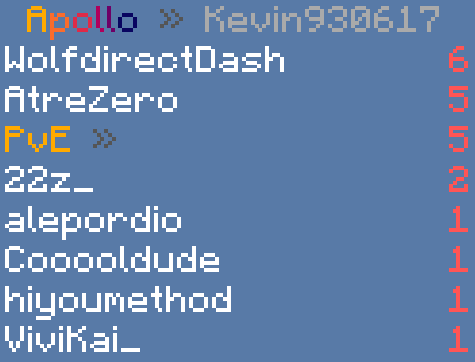 Apollo » Kevin930617
WolfdirectDash 6
AtreZero 5
PvE » 5
22z_ 2
alepordio 1
Cooooldude 1
hiyoumethod 1
ViviKai_ 1